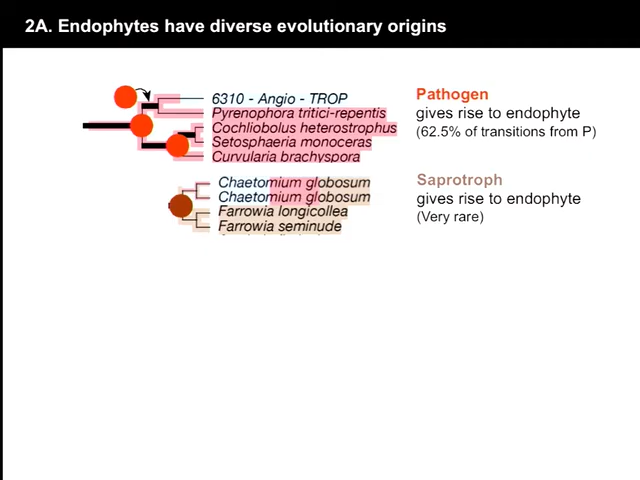 2A. Endophytes have diverse evolutionary origins
6310 - Angio - TROP
Pyrenophora tritici-repentis
Cochliobolus heterostrophus
Setosphaeria monoceras
Curvularia brachyspora
Pathogen
gives rise to endophyte
(62.5% of transitions from P)
Chaetomium globosum
Chaetomium globosum
Farrowia longicollea
Farrowia seminude
Saprotroph
gives rise to endophyte
(Very rare)